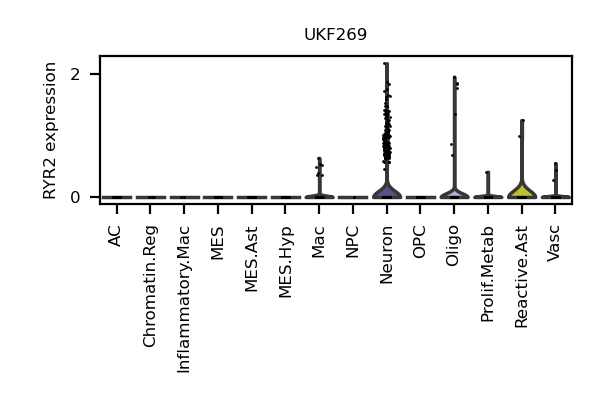 UKF269
RYR2 expression
2
0
AC
Chromatin.Reg
Inflammatory.Mac
MES
MES.Ast
MES.Hyp
Mac
NPC
Neuron
OPC
Oligo
Prolif.Metab
Reactive.Ast
Vasc